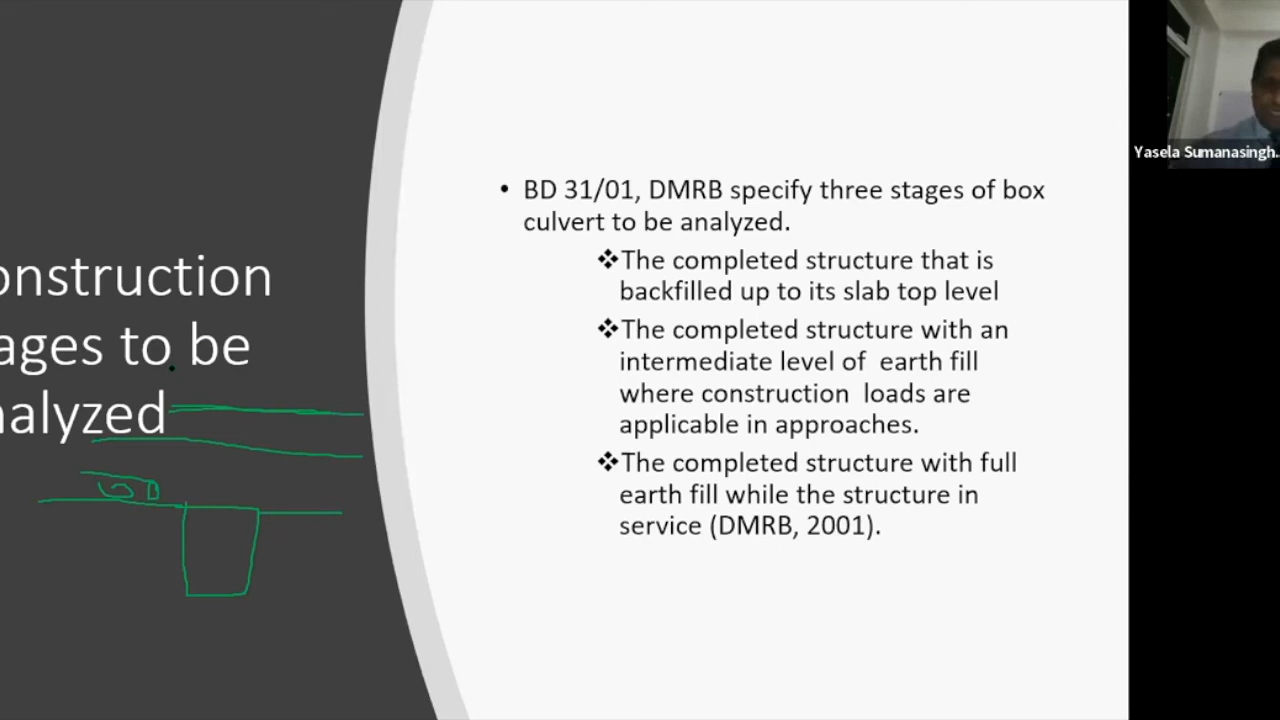 onstruction
ages to be
nalyzed
• BD 31/01, DMRB specify three stages of box
culvert to be analyzed.
❖The completed structure that is
backfilled up to its slab top level
❖The completed structure with an
intermediate level of earth fill
where construction loads are
applicable in approaches.
❖The completed structure with full
earth fill while the structure in
service (DMRB, 2001).
Yasela Sumanasingh...